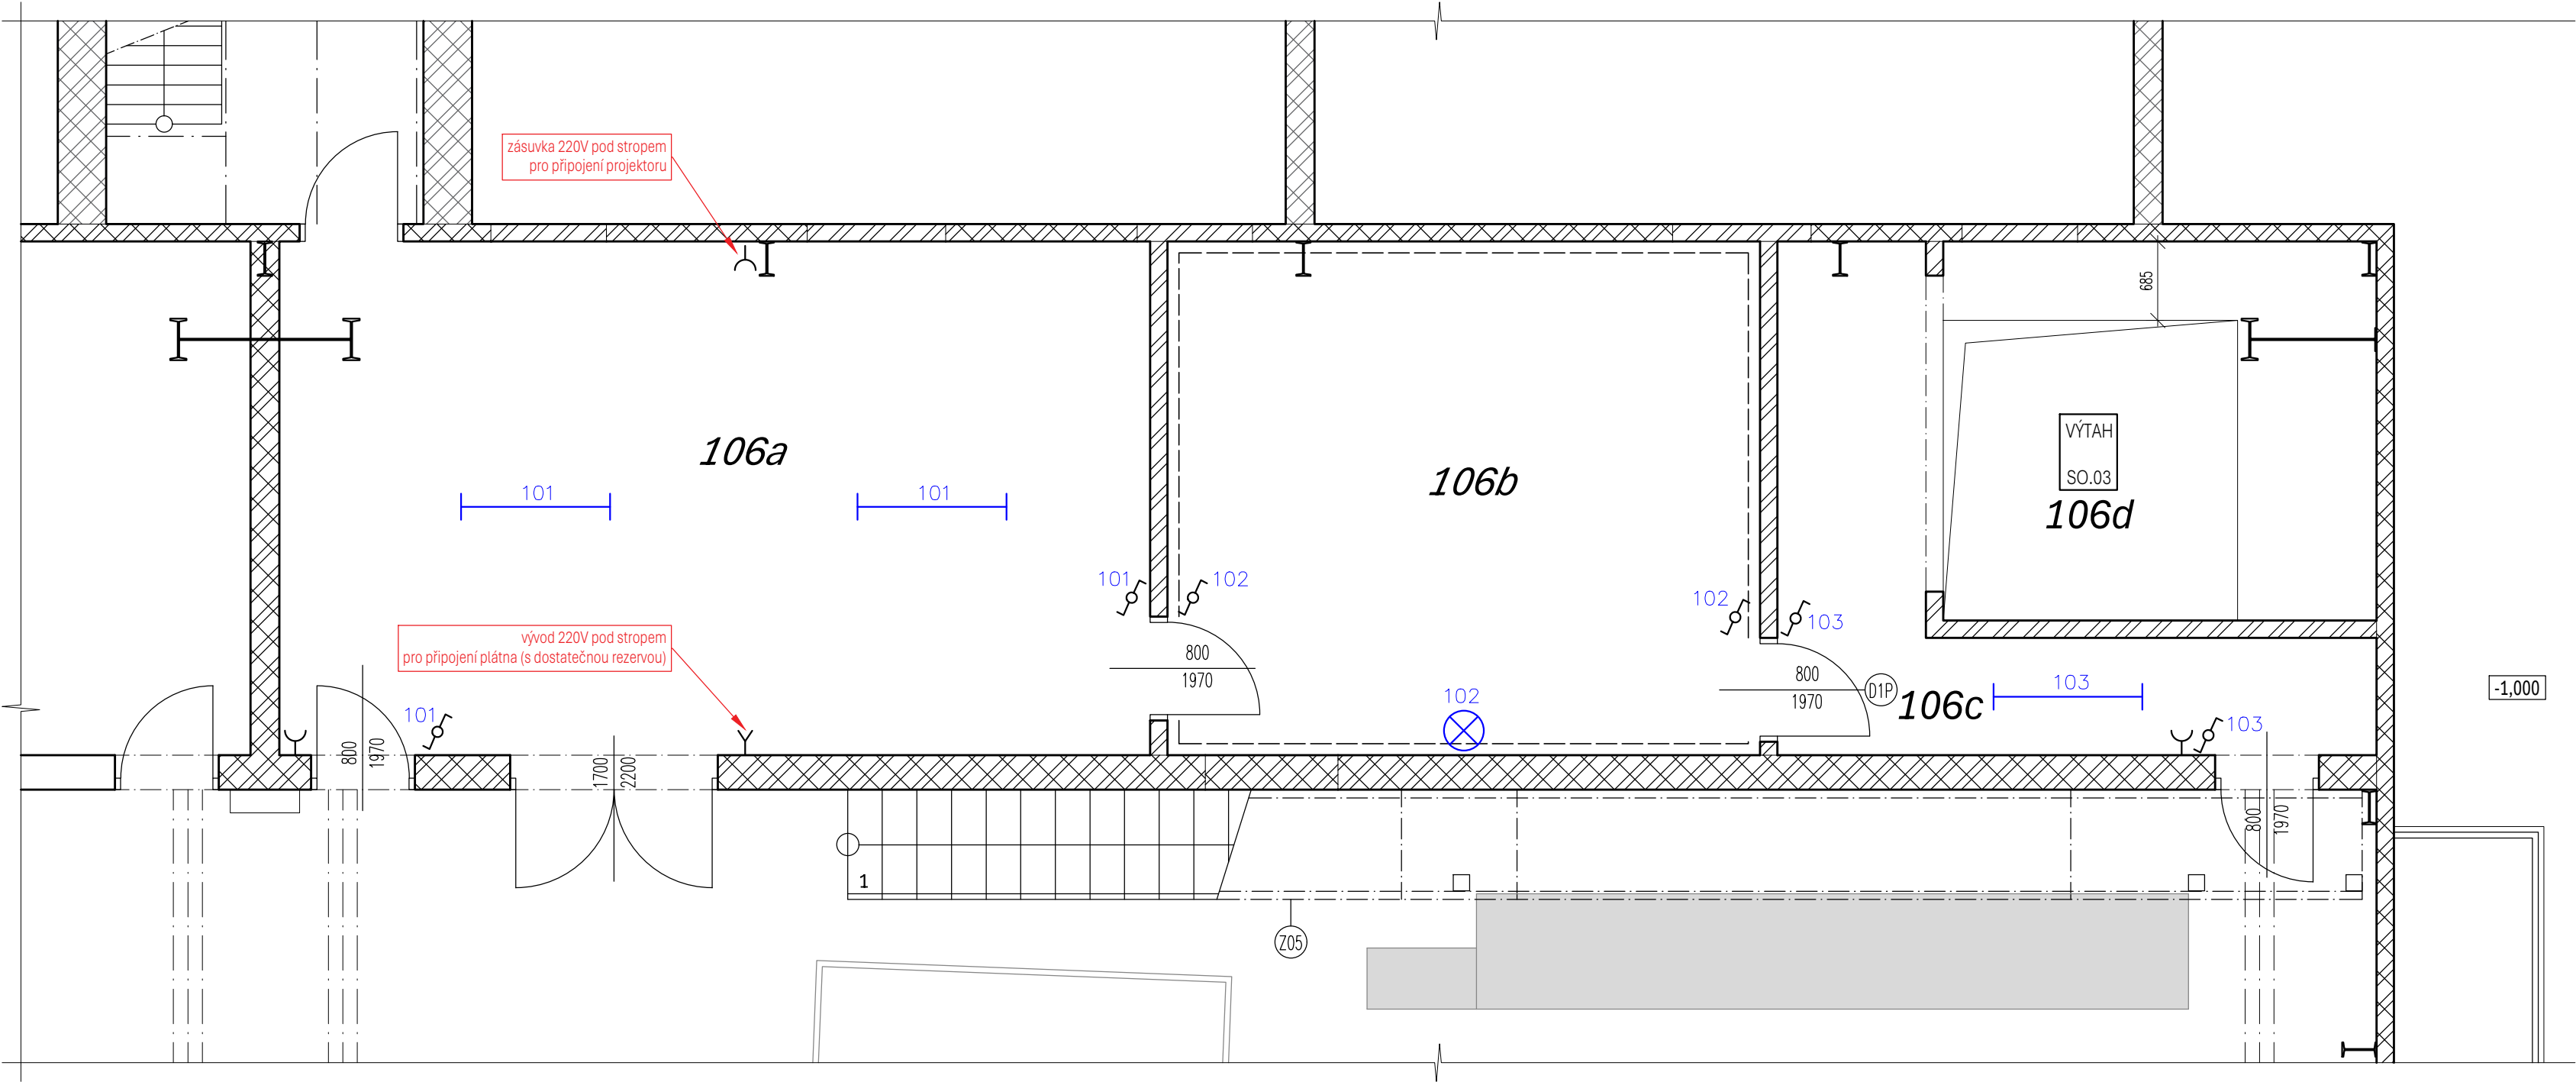 zásuvka 220V pod stropem
pro připojení projektoru
685
VÝTAH
SO.03
106a
106b
106d
101
101
101
102
102
103
vývod 220V pod stropem
pro připojení plátna (s dostatečnou rezervou)
800
1970
800
1970
D1P
106c
103
-1,000
101
102
103
800
1970
1700
2200
800
1970
1
Z05